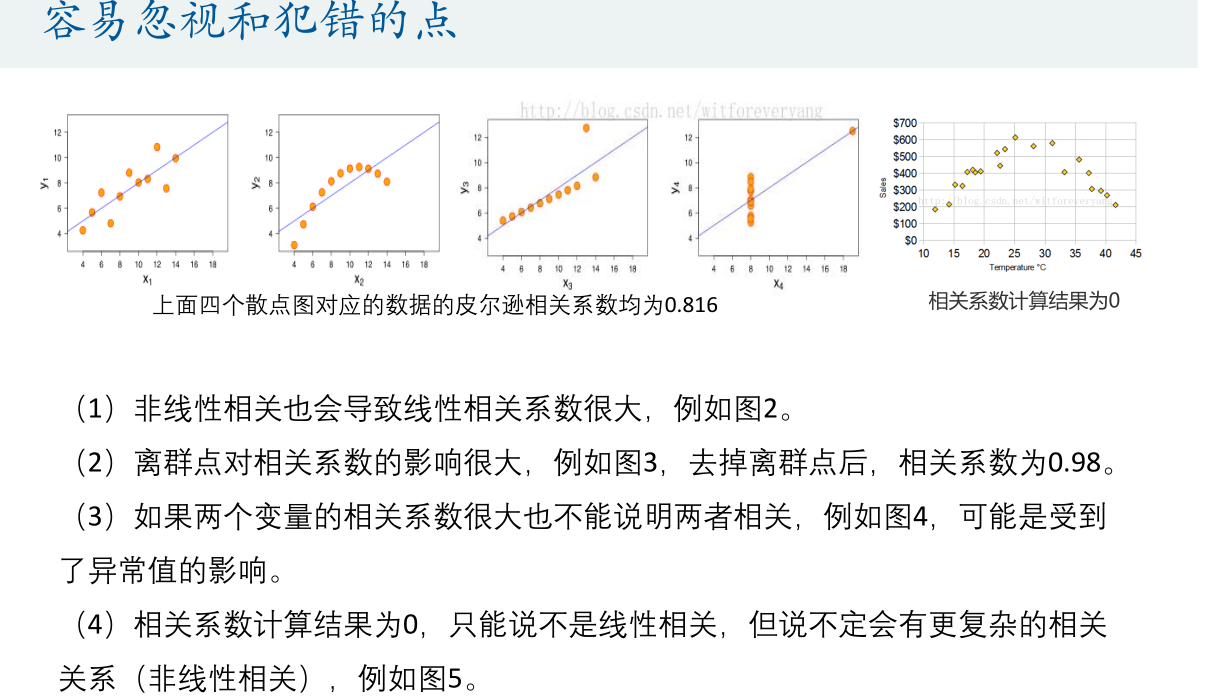 容易忽视和犯错的点
http://blog.csdn.net/witforeveryang
y₁
12
10
8
6
4
4 6 8 10 12 14 16 18
x₁
y₂
12
10
8
6
4
4 6 8 10 12 14 16 18
x₂
y₃
12
10
8
6
4
4 6 8 10 12 14 16 18
x₃
y₄
12
10
8
6
4
4 6 8 10 12 14 16 18
x₄
Sales
$700
$600
$500
$400
$300
$200
$100
$0
10 15 20 25 30 35 40 45
Temperature °C
上面四个散点图对应的数据的皮尔逊相关系数均为0.816
相关系数计算结果为0
（1）非线性相关也会导致线性相关系数很大，例如图2。
（2）离群点对相关系数的影响很大，例如图3，去掉离群点后，相关系数为0.98。
（3）如果两个变量的相关系数很大也不能说明两者相关，例如图4，可能是受到
了异常值的影响。
（4）相关系数计算结果为0，只能说不是线性相关，但说不定会有更复杂的相关
关系（非线性相关），例如图5。